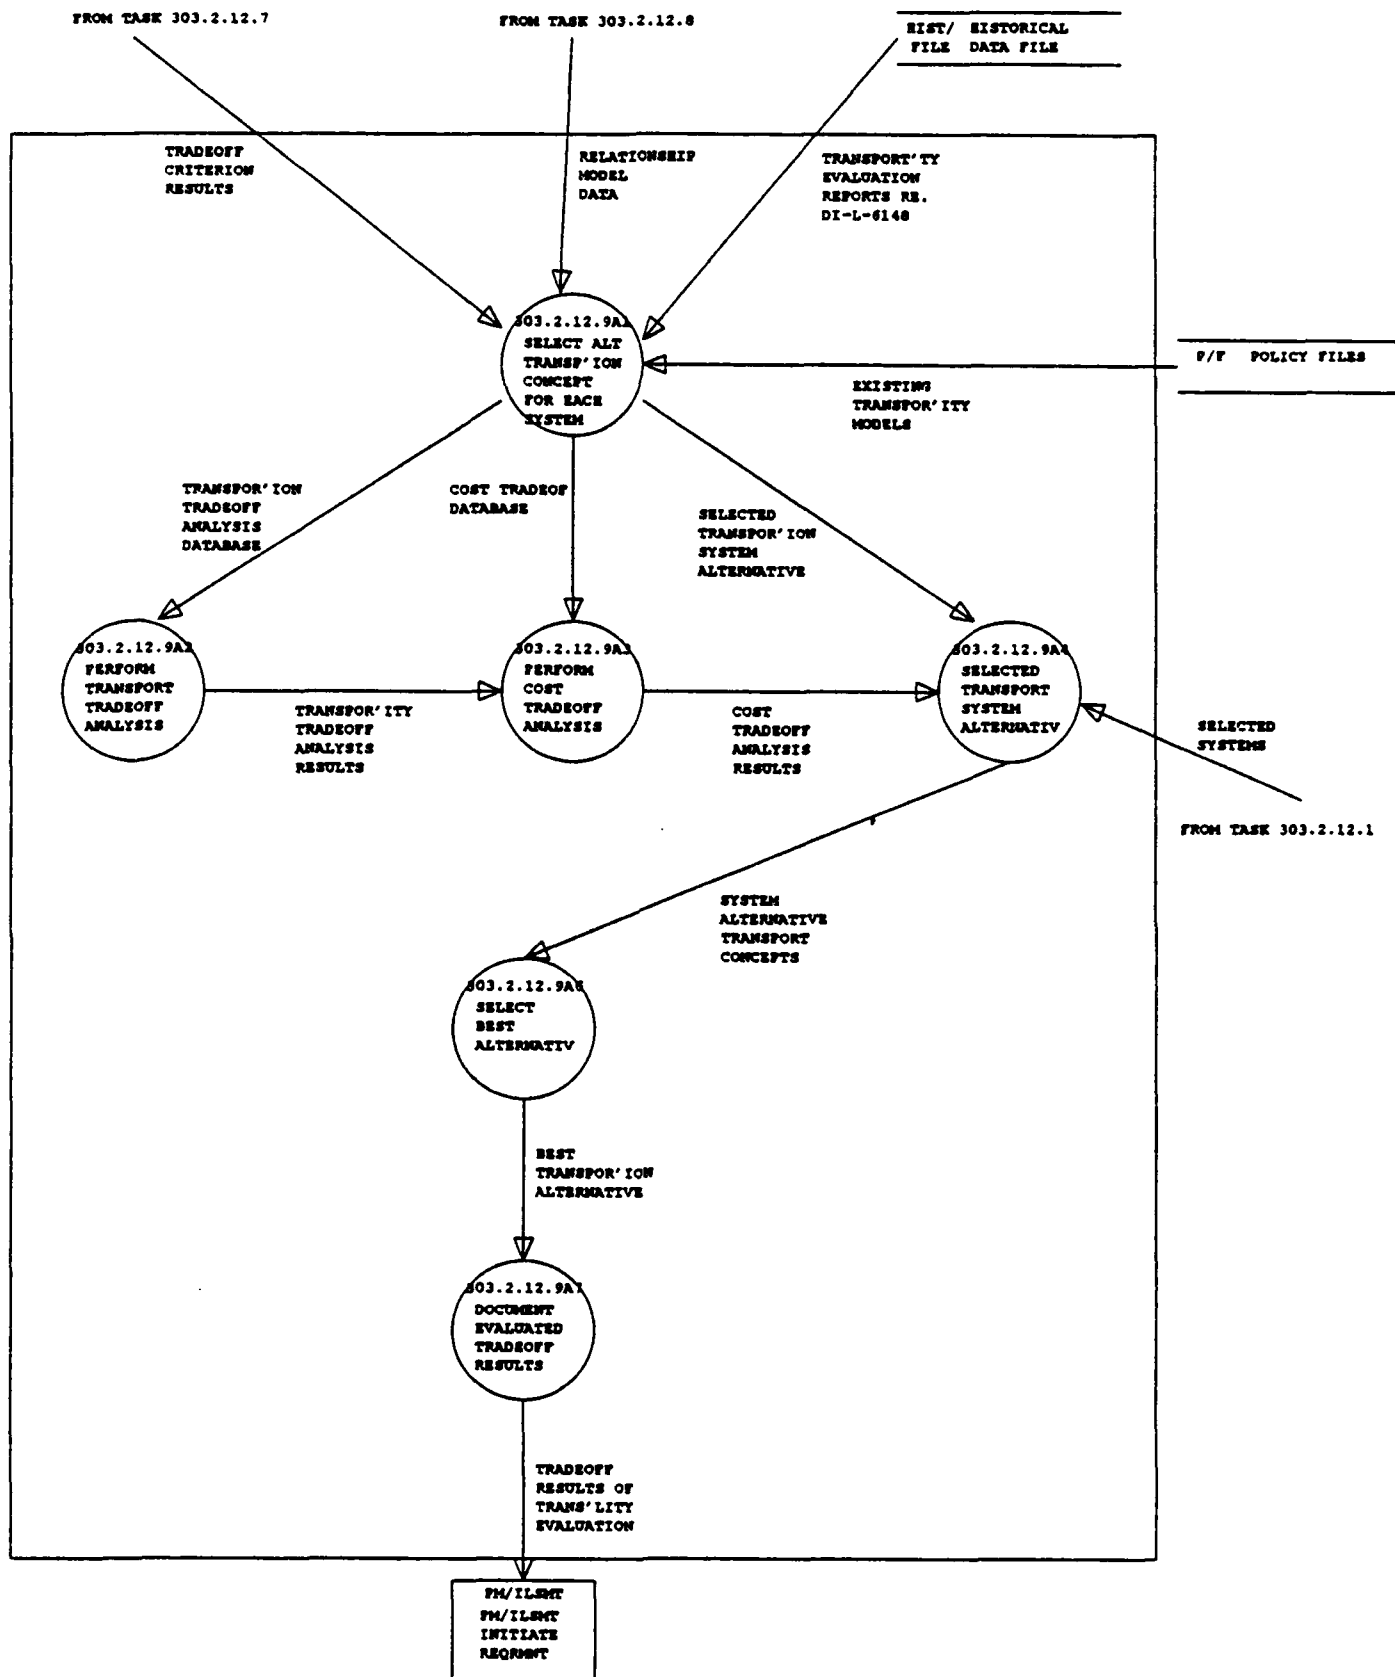 FROM TASK 303.2.12.7
FROM TASK 303.2.12.8
HIST/ HISTORICAL
FILE DATA FILE
TRADEOFF
CRITERION
RESULTS
RELATIONSHIP
MODEL
DATA
TRANSPORT'TY
EVALUATION
REPORTS RE.
DI-L-6148
303.2.12.9A1
SELECT ALT
TRANSP'ION
CONCEPT
FOR EACH
SYSTEM
P/F POLICY FILES
EXISTING
TRANSPOR'ITY
MODELS
TRANSPOR'ION
TRADEOFF
ANALYSIS
DATABASE
COST TRADEOF
DATABASE
SELECTED
TRANSPOR'ION
SYSTEM
ALTERNATIVE
303.2.12.9A2
PERFORM
TRANSPORT
TRADEOFF
ANALYSIS
303.2.12.9A3
PERFORM
COST
TRADEOFF
ANALYSIS
303.2.12.9A4
SELECTED
TRANSPORT
SYSTEM
ALTERNATIV
TRANSPOR'ITY
TRADEOFF
ANALYSIS
RESULTS
COST
TRADEOFF
ANALYSIS
RESULTS
SELECTED
SYSTEMS
FROM TASK 303.2.12.1
SYSTEM
ALTERNATIVE
TRANSPORT
CONCEPTS
303.2.12.9A6
SELECT
BEST
ALTERNATIV
BEST
TRANSPOR'ION
ALTERNATIVE
303.2.12.9A7
DOCUMENT
EVALUATED
TRADEOFF
RESULTS
TRADEOFF
RESULTS OF
TRANS'LITY
EVALUATION
PM/ILSMT
PM/ILSMT
INITIATE
REQRMNT